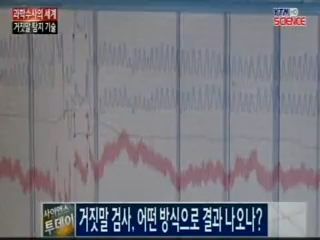 과학수사의 세계
거짓말 탐지 기술
YTN HD
SCIENCE
사이언스
투데이
거짓말 검사, 어떤 방식으로 결과 나오나?